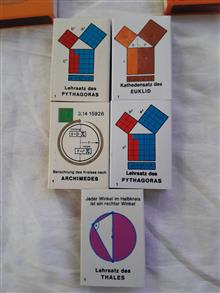 Lehrsatz des
PYTHAGORAS
Kathedensatz des
EUKLID
3,14 15926
Berechnung des Kreises nach
ARCHIMEDES
Lehrsatz des
PYTHAGORAS
Jeder Winkel im Halbkreis
ist ein rechter Winkel
Lehrsatz des
THALES